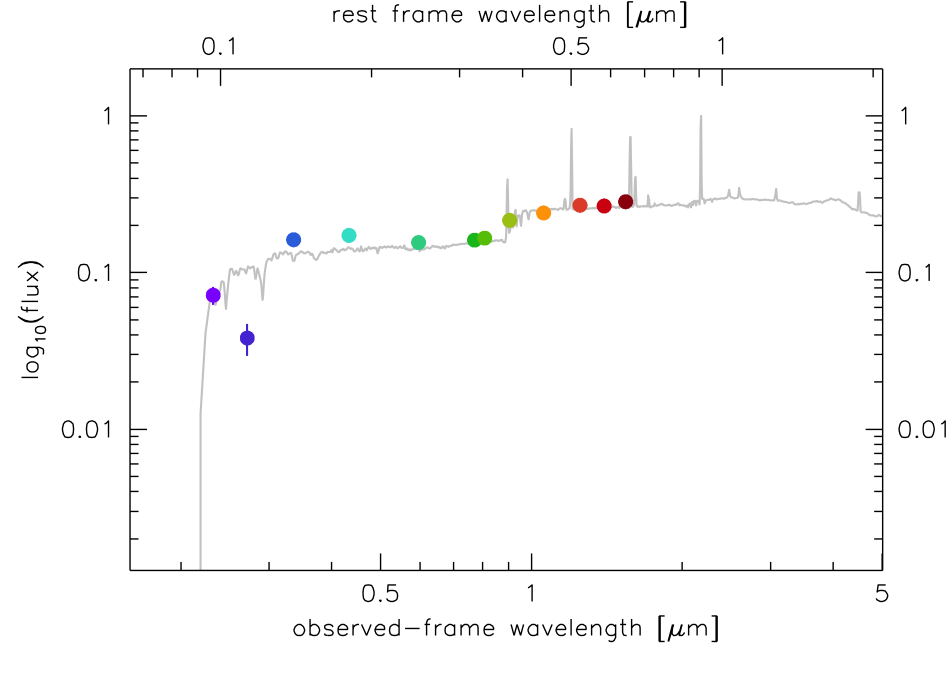 rest frame wavelength [μm]
0.1 0.5 1
1 1
0.1 0.1
0.01 0.01
log10(flux)
0.5 1 5
observed-frame wavelength [μm]